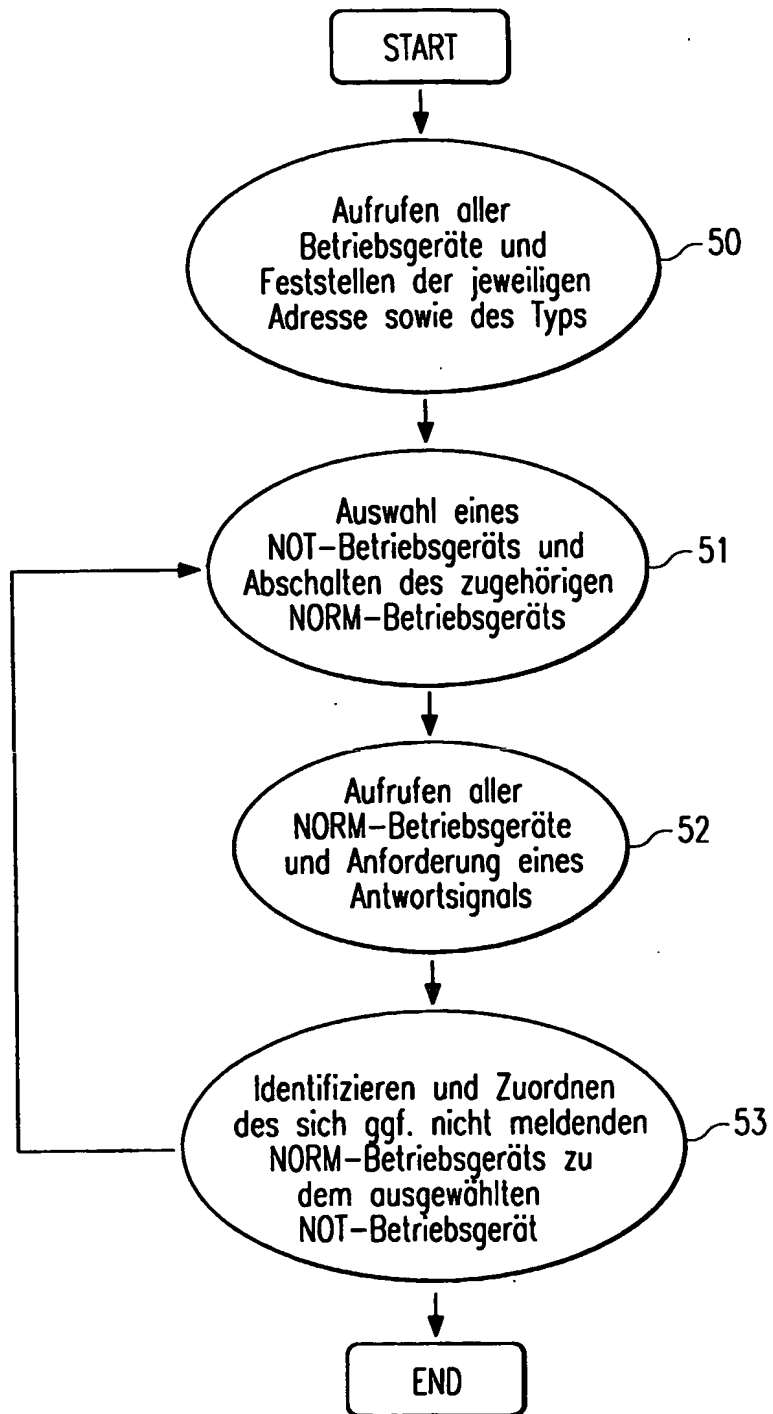 START
Aufrufen aller
Betriebsgeräte und
Feststellen der jeweiligen
Adresse sowie des Typs
50
Auswahl eines
NOT-Betriebsgeräts und
Abschalten des zugehörigen
NORM-Betriebsgeräts
51
Aufrufen aller
NORM-Betriebsgeräte
und Anforderung eines
Antwortsignals
52
Identifizieren und Zuordnen
des sich ggf. nicht meldenden
NORM-Betriebsgeräts zu
dem ausgewählten
NOT-Betriebsgerät
53
END